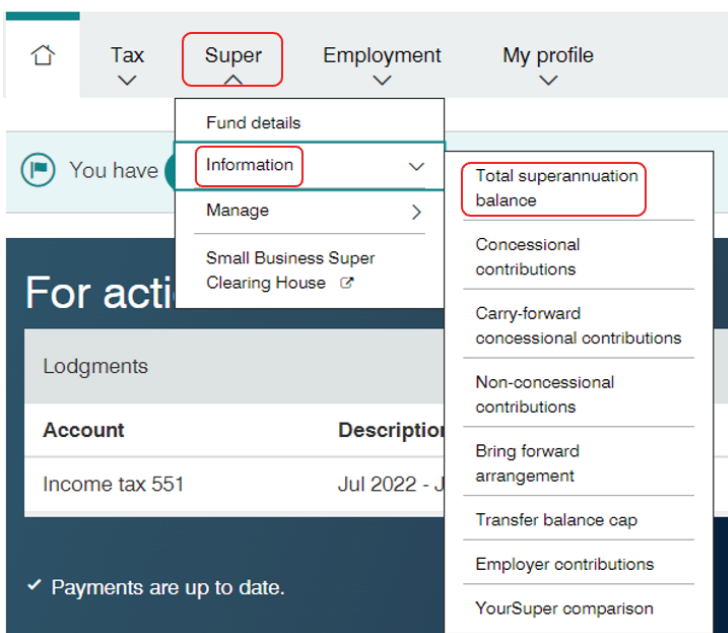 Tax
Super
Employment
My profile
Fund details
You have
Information
Total superannuation
balance
Manage
Concessional
contributions
Small Business Super
Clearing House
For acti
Carry-forward
concessional contributions
Lodgments
Non-concessional
contributions
Account
Description
Bring forward
arrangement
Income tax 551
Jul 2022 - J
Transfer balance cap
Employer contributions
Payments are up to date.
YourSuper comparison